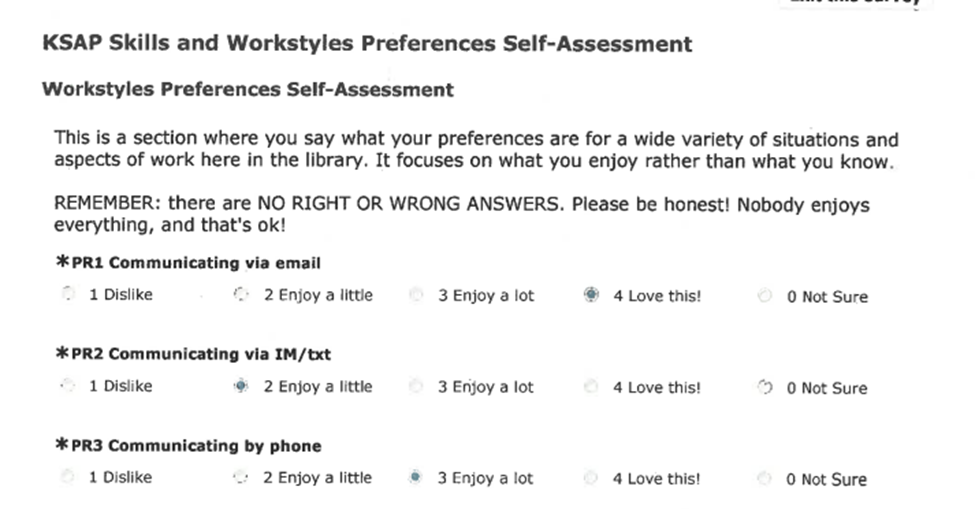 KSAP Skills and Workstyles Preferences Self-Assessment
Workstyles Preferences Self-Assessment
This is a section where you say what your preferences are for a wide variety of situations and
aspects of work here in the library. It focuses on what you enjoy rather than what you know.
REMEMBER: there are NO RIGHT OR WRONG ANSWERS. Please be honest! Nobody enjoys
everything, and that's ok!
*PR1 Communicating via email
1 Dislike 2 Enjoy a little 3 Enjoy a lot 4 Love this! 0 Not Sure
*PR2 Communicating via IM/txt
1 Dislike 2 Enjoy a little 3 Enjoy a lot 4 Love this! 0 Not Sure
*PR3 Communicating by phone
1 Dislike 2 Enjoy a little 3 Enjoy a lot 4 Love this! 0 Not Sure